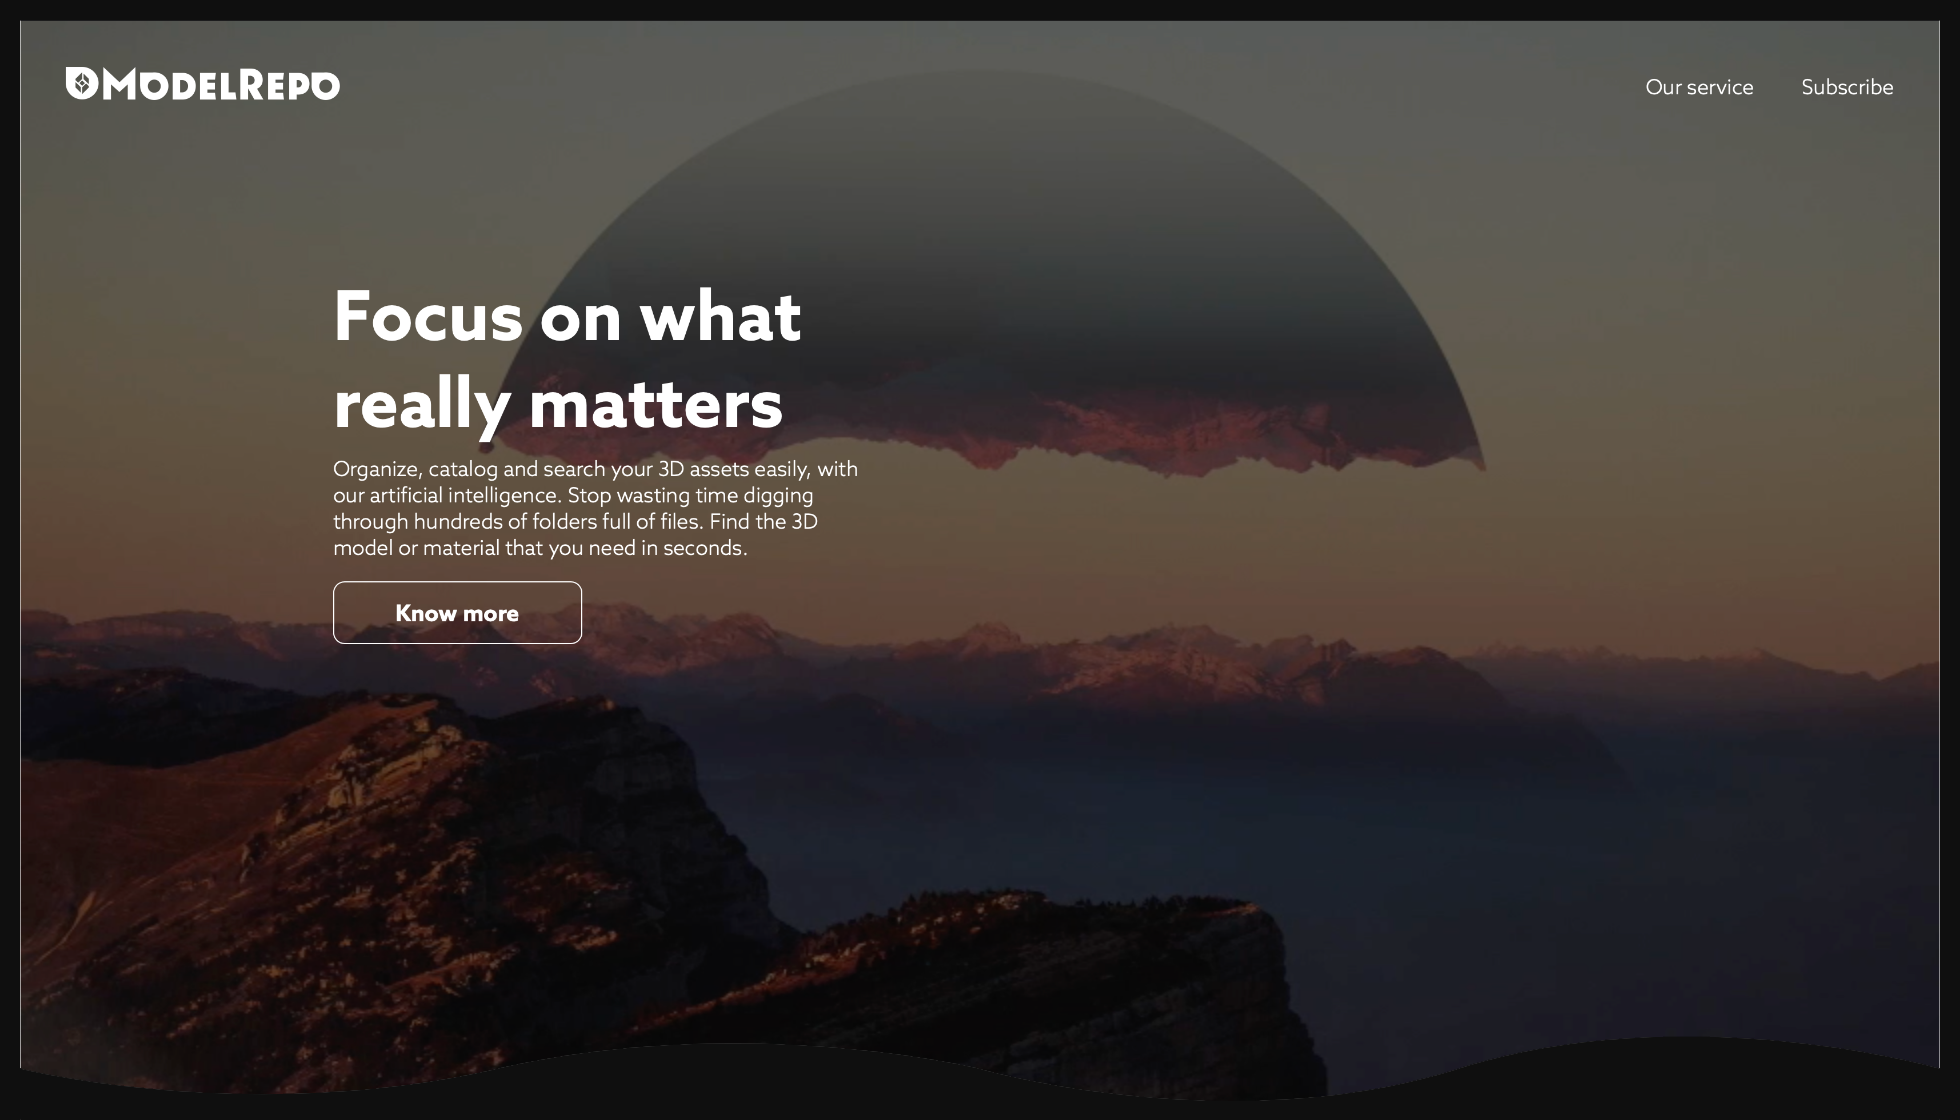 MODELREPO
Our service
Subscribe
Focus on what
really matters
Organize, catalog and search your 3D assets easily, with
our artificial intelligence. Stop wasting time digging
through hundreds of folders full of files. Find the 3D
model or material that you need in seconds.
Know more